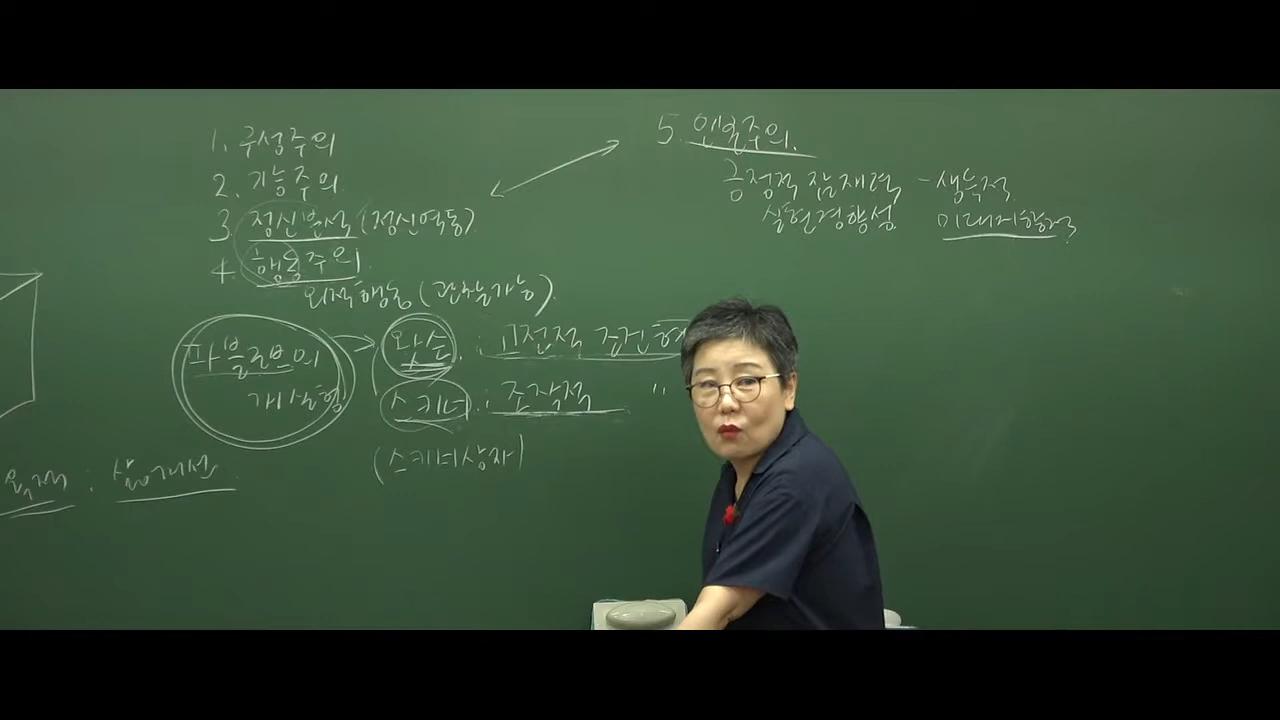 1. 구성주의
2. 기능주의
3. 정신분석 (정신역동)
4. 행동주의
외적행동 (관찰가능)
파블로브의
개실험
왓슨 : 고전적 조건형
스키너 : 조작적 〃
(스키너상자)
: 삶개선
5. 인본주의.
긍정적 잠재력 - 생득적
실현경향성 미래지향적